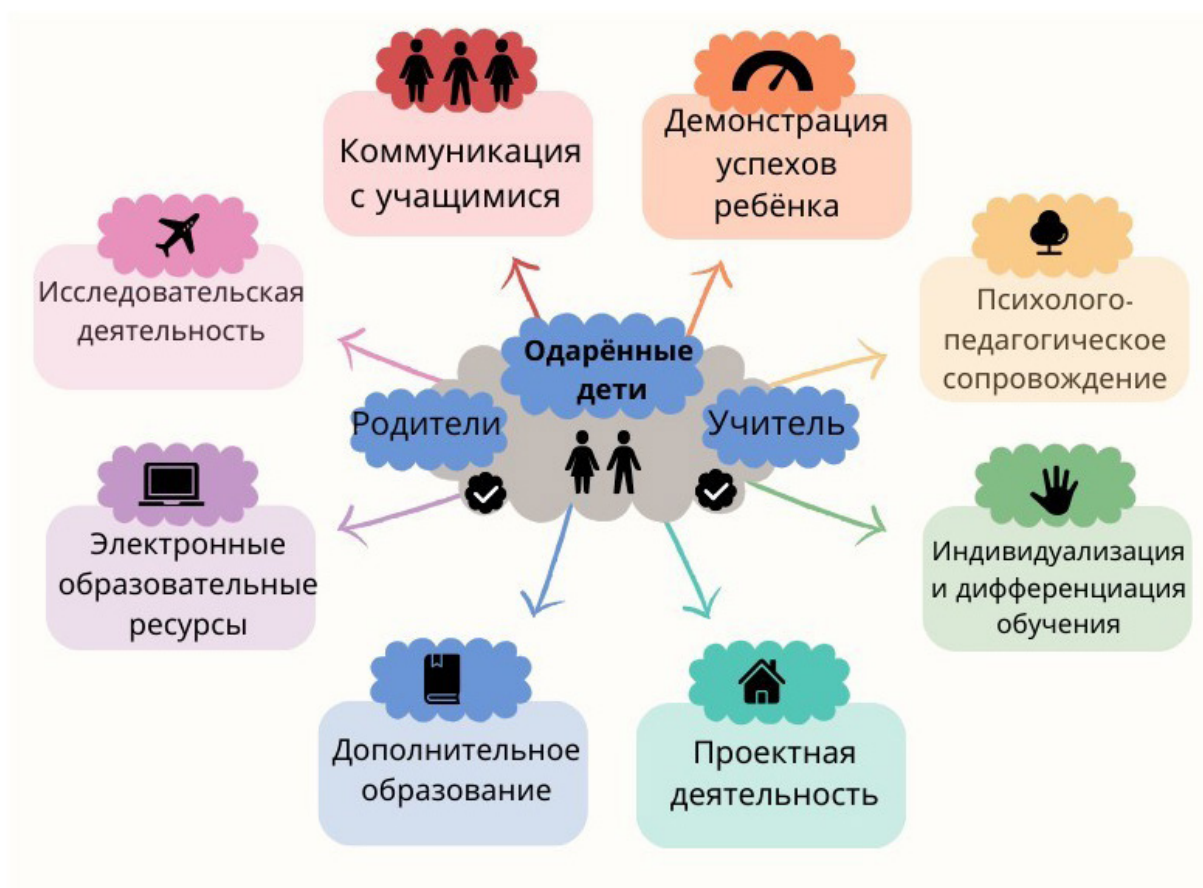 Коммуникация
с учащимися
Демонстрация
успехов
ребёнка
Исследовательская
деятельность
Психолого-
педагогическое
сопровождение
Одарённые
дети
Родители
Учитель
Электронные
образовательные
ресурсы
Индивидуализация
и дифференциация
обучения
Дополнительное
образование
Проектная
деятельность